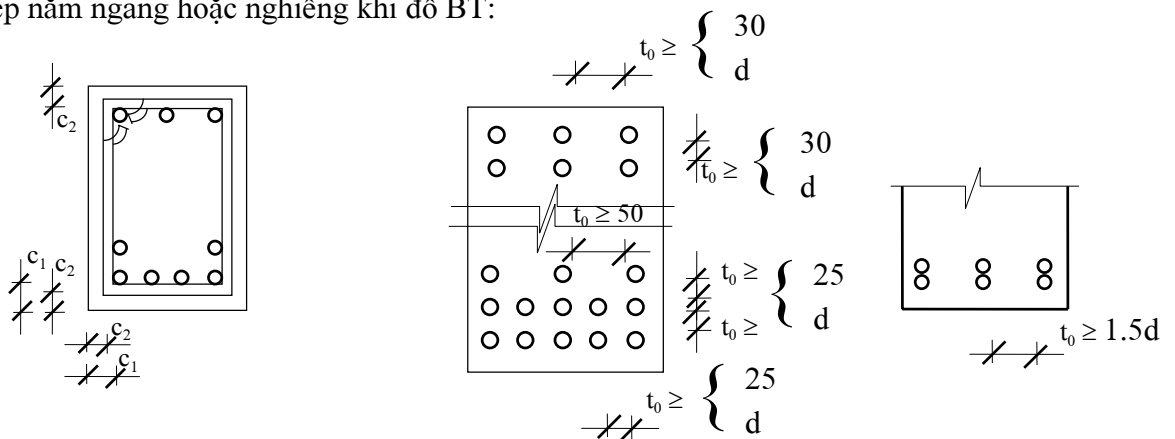 ép nằm ngang hoặc nghiêng khi đổ BT:
t₀ ≥ { 30
d
c₂
t₀ ≥ { 30
d
t₀ ≥ 50
c₁ c₂
t₀ ≥ { 25
t₀ ≥ d
c₂
c₁
t₀ ≥ 1.5d
t₀ ≥ { 25
d